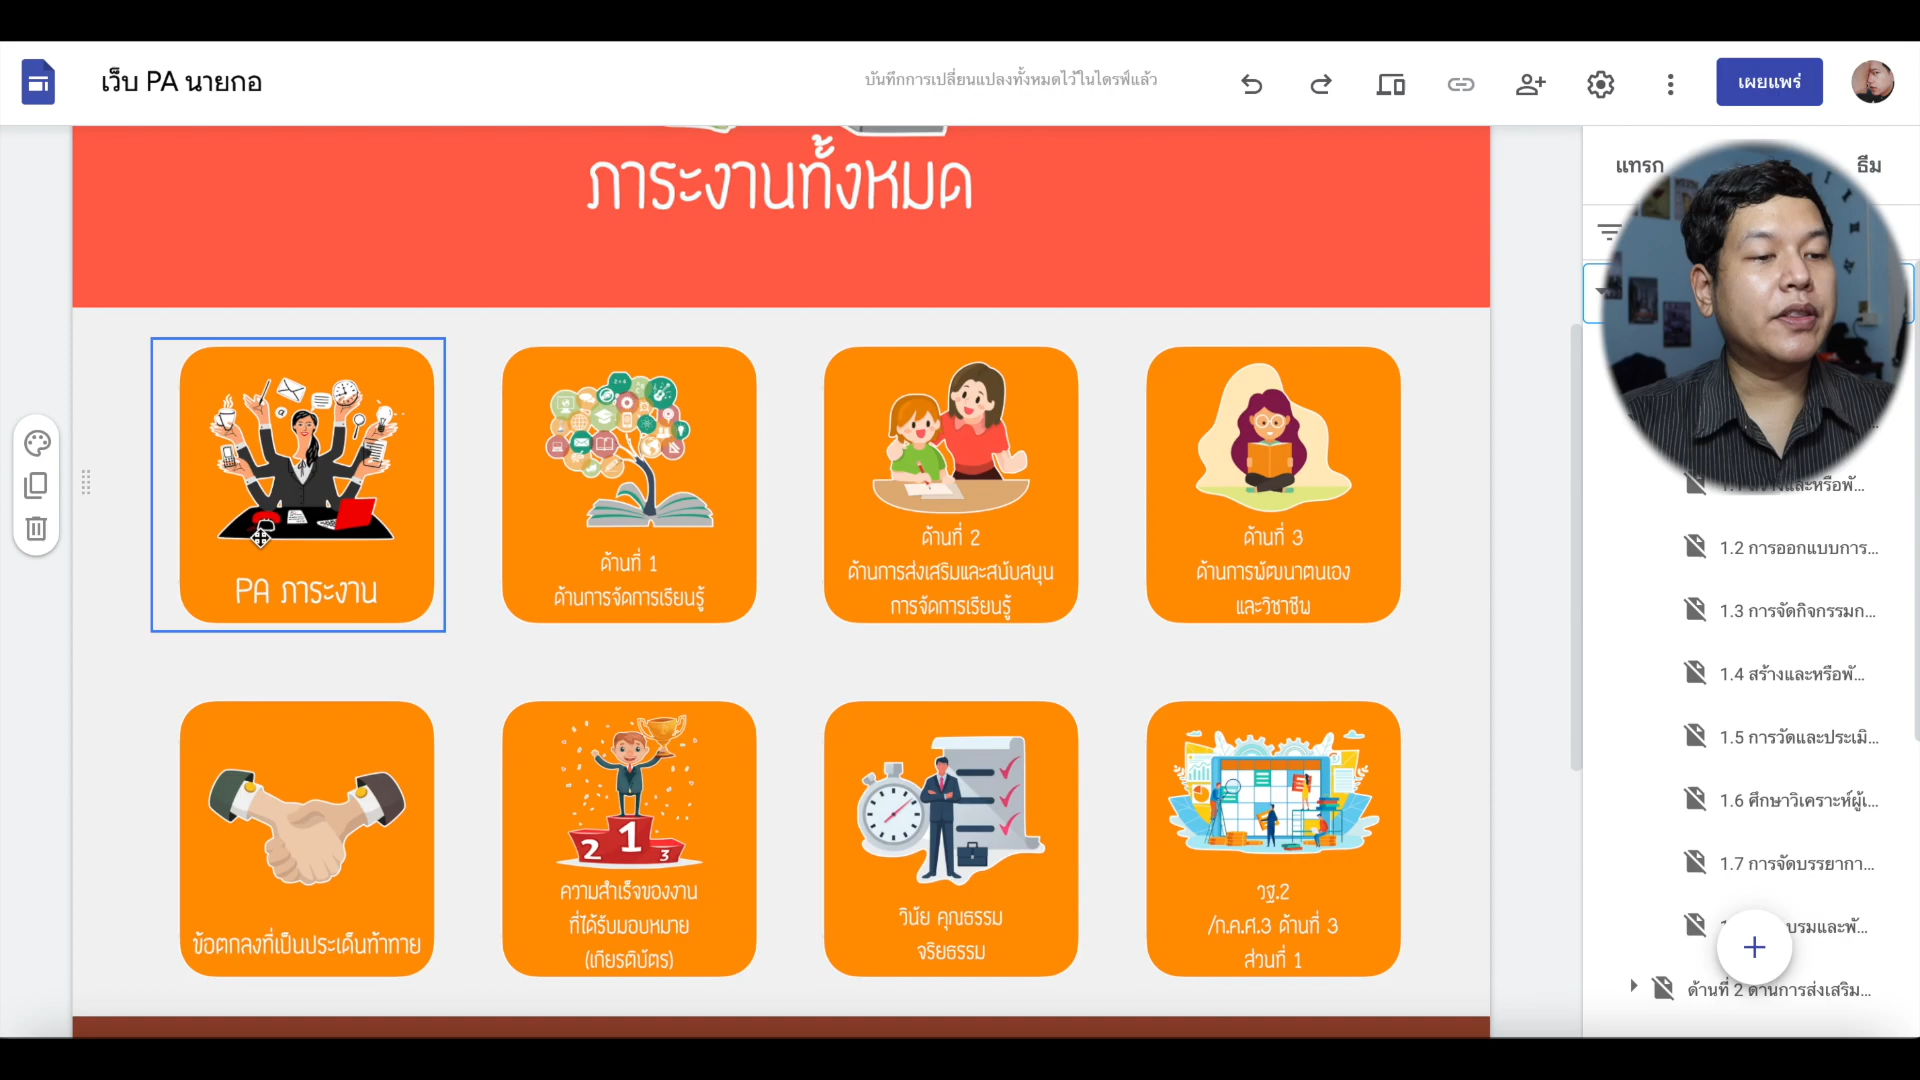 เว็บ PA นายกอ
บันทึกการเปลี่ยนแปลงทั้งหมดไว้ในไดรฟ์แล้ว
เผยแพร่
แทรก
ธีม
ภาระงานทั้งหมด
PA ภาระงาน
ด้านที่ 1
ด้านการจัดการเรียนรู้
ด้านที่ 2
ด้านการส่งเสริมและสนับสนุน
การจัดการเรียนรู้
ด้านที่ 3
ด้านการพัฒนาตนเอง
และวิชาชีพ
ข้อตกลงที่เป็นประเด็นท้าทาย
2 1 3
ความสำเร็จของงาน
ที่ได้รับมอบหมาย
(เกียรติบัตร)
วินัย คุณธรรม
จริยธรรม
วฐ.2
/ก.ค.ศ.3 ด้านที่ 3
ส่วนที่ 1
1.2 การออกแบบการ...
1.3 การจัดกิจกรรมก...
1.4 สร้างและหรือพั...
1.5 การวัดและประเมิ...
1.6 ศึกษาวิเคราะห์ผู้เ...
1.7 การจัดบรรยากา...
บรมและพั...
ด้านที่ 2 ด้านการส่งเสริม...